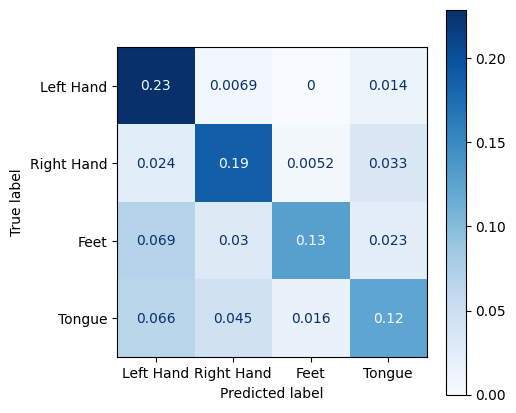 Left Hand 0.23 0.0069 0 0.014
Right Hand 0.024 0.19 0.0052 0.033
Feet 0.069 0.03 0.13 0.023
Tongue 0.066 0.045 0.016 0.12
Left Hand Right Hand Feet Tongue
Predicted label
True label
0.20
0.15
0.10
0.05
0.00